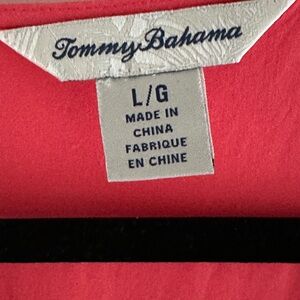 Tommy Bahama
L/G
MADE IN
CHINA
FABRIQUE
EN CHINE